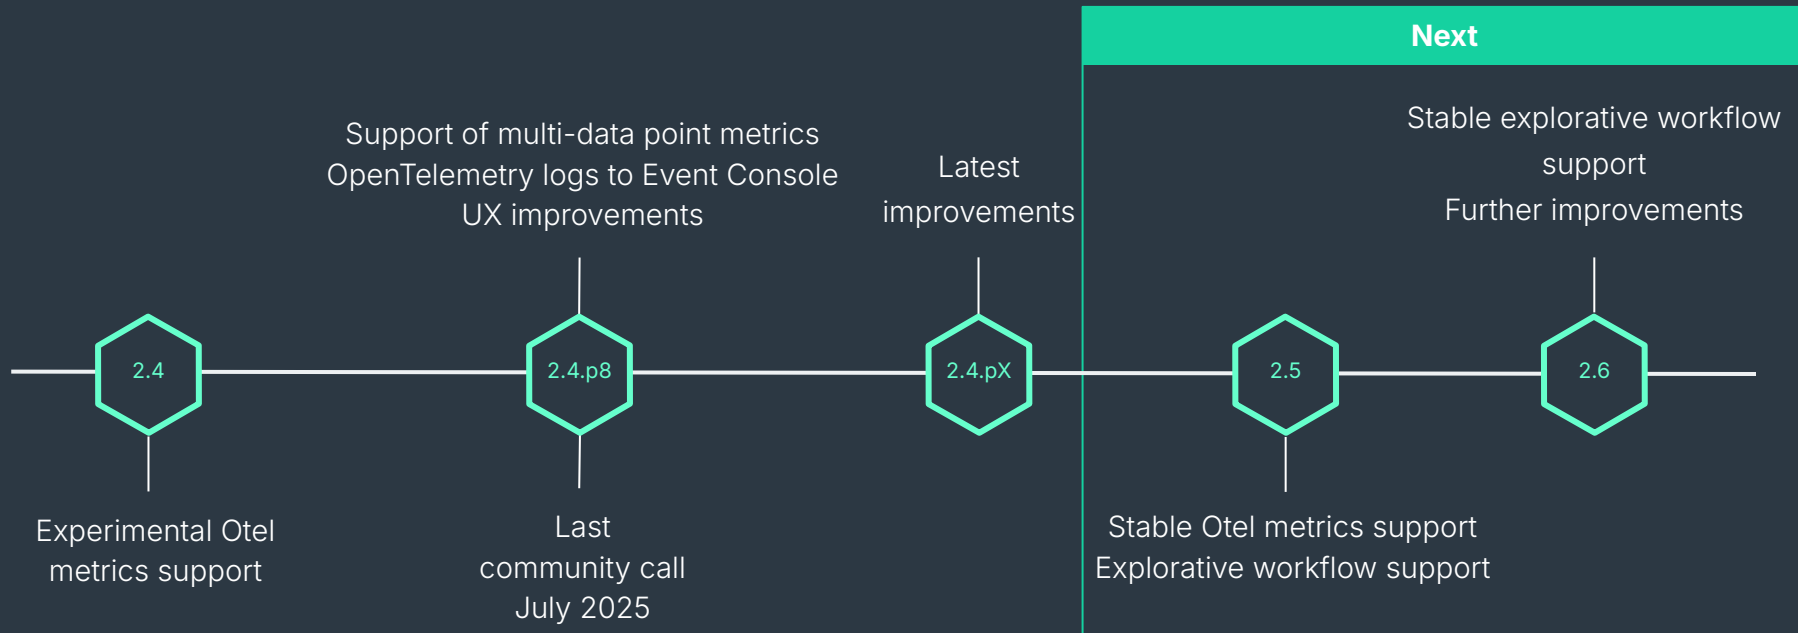 Next
Support of multi-data point metrics
OpenTelemetry logs to Event Console
UX improvements
Latest
improvements
Stable explorative workflow
support
Further improvements
2.4
2.4.p8
2.4.pX
2.5
2.6
Experimental Otel
metrics support
Last
community call
July 2025
Stable Otel metrics support
Explorative workflow support